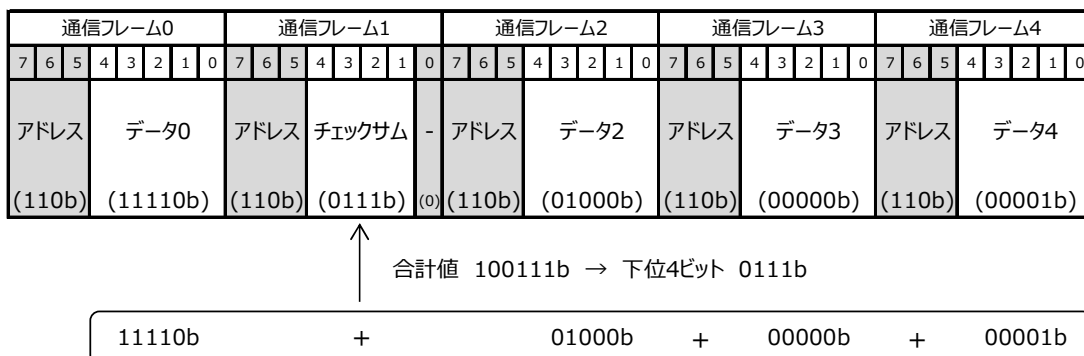 通信フレーム0 通信フレーム1 通信フレーム2 通信フレーム3 通信フレーム4
7 6 5 4 3 2 1 0 7 6 5 4 3 2 1 0 7 6 5 4 3 2 1 0 7 6 5 4 3 2 1 0 7 6 5 4 3 2 1 0
アドレス データ0 アドレス チェックサム - アドレス データ2 アドレス データ3 アドレス データ4
(110b) (11110b) (110b) (0111b) (0) (110b) (01000b) (110b) (00000b) (110b) (00001b)
合計値 100111b → 下位4ビット 0111b
11110b + 01000b + 00000b + 00001b